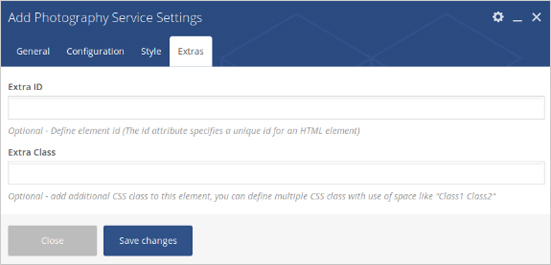 Add Photography Service Settings
General Configuration Style Extras
Extra ID
Optional - Define element id (The id attribute specifies a unique id for an HTML element)
Extra Class
Optional - add additional CSS class to this element, you can define multiple CSS class with use of space like "Class1 Class2"
Close Save changes